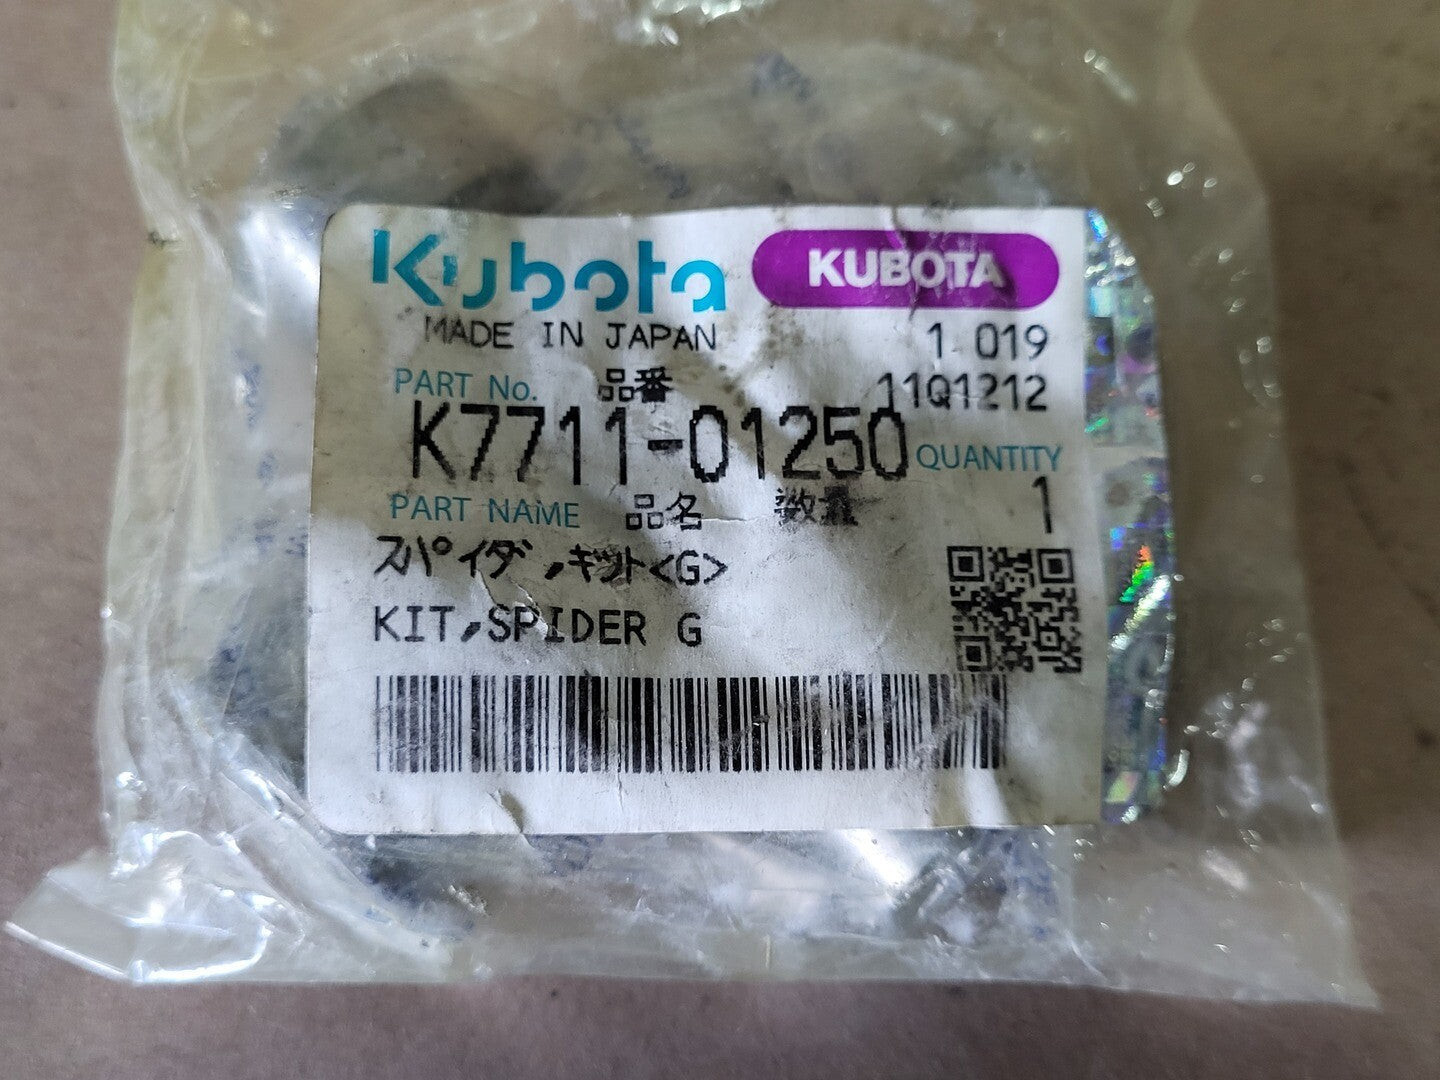 Kubota KUBOTA
MADE IN JAPAN 1 019
PART No. 品番 11Q1212
K7711-01250 QUANTITY
PART NAME 品名 数量 1
スパイダ,キット<G>
KIT,SPIDER G